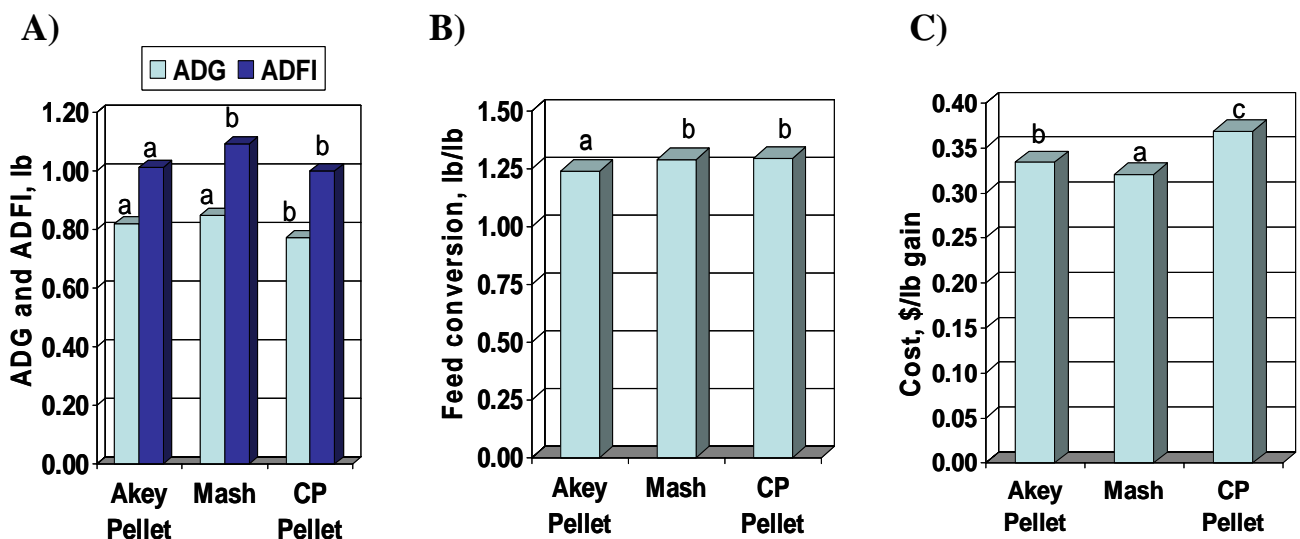 A)
ADG ADFI
ADG and ADFI, lb
1.20
1.00
0.80
0.60
0.40
0.20
0.00
a
a
a
b
b
b
Akey
Pellet
Mash
CP
Pellet
B)
Feed conversion, lb/lb
1.50
1.25
1.00
0.75
0.50
0.25
0.00
a
b
b
Akey
Pellet
Mash
CP
Pellet
C)
Cost, $/lb gain
0.40
0.35
0.30
0.25
0.20
0.15
0.10
0.05
0.00
b
a
c
Akey
Pellet
Mash
CP
Pellet